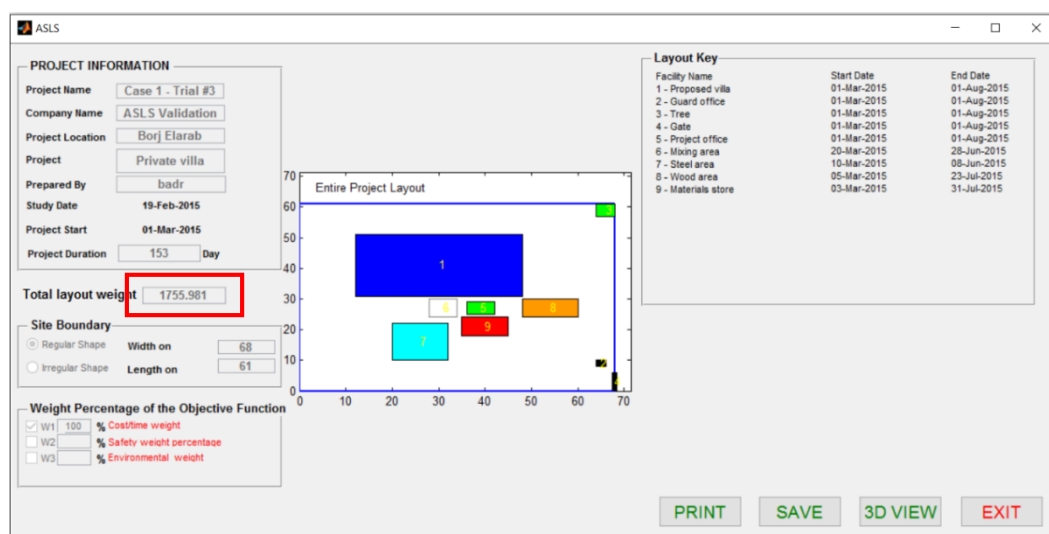 ASLS
PROJECT INFORMATION
Project Name Case 1 - Trial #3
Company Name ASLS Validation
Project Location Borj Elarab
Project Private villa
Prepared By badr
Study Date 19-Feb-2015
Project Start 01-Mar-2015
Project Duration 153 Day
Total layout weight 1755.981
Site Boundary
Regular Shape Width on 68
Irregular Shape Length on 61
Weight Percentage of the Objective Function
W1 100 % Cost/time weight
W2 % Safety weight percentage
W3 % Environmental weight
Entire Project Layout
70
60
50
40
30
20
10
0
0 10 20 30 40 50 60 70
3
1
6 5 8
9
7
2
4
Layout Key
Facility Name Start Date End Date
1 - Proposed villa 01-Mar-2015 01-Aug-2015
2 - Guard office 01-Mar-2015 01-Aug-2015
3 - Tree 01-Mar-2015 01-Aug-2015
4 - Gate 01-Mar-2015 01-Aug-2015
5 - Project office 01-Mar-2015 01-Aug-2015
6 - Mixing area 20-Mar-2015 28-Jun-2015
7 - Steel area 10-Mar-2015 08-Jun-2015
8 - Wood area 05-Mar-2015 23-Jul-2015
9 - Materials store 03-Mar-2015 31-Jul-2015
PRINT SAVE 3D VIEW EXIT